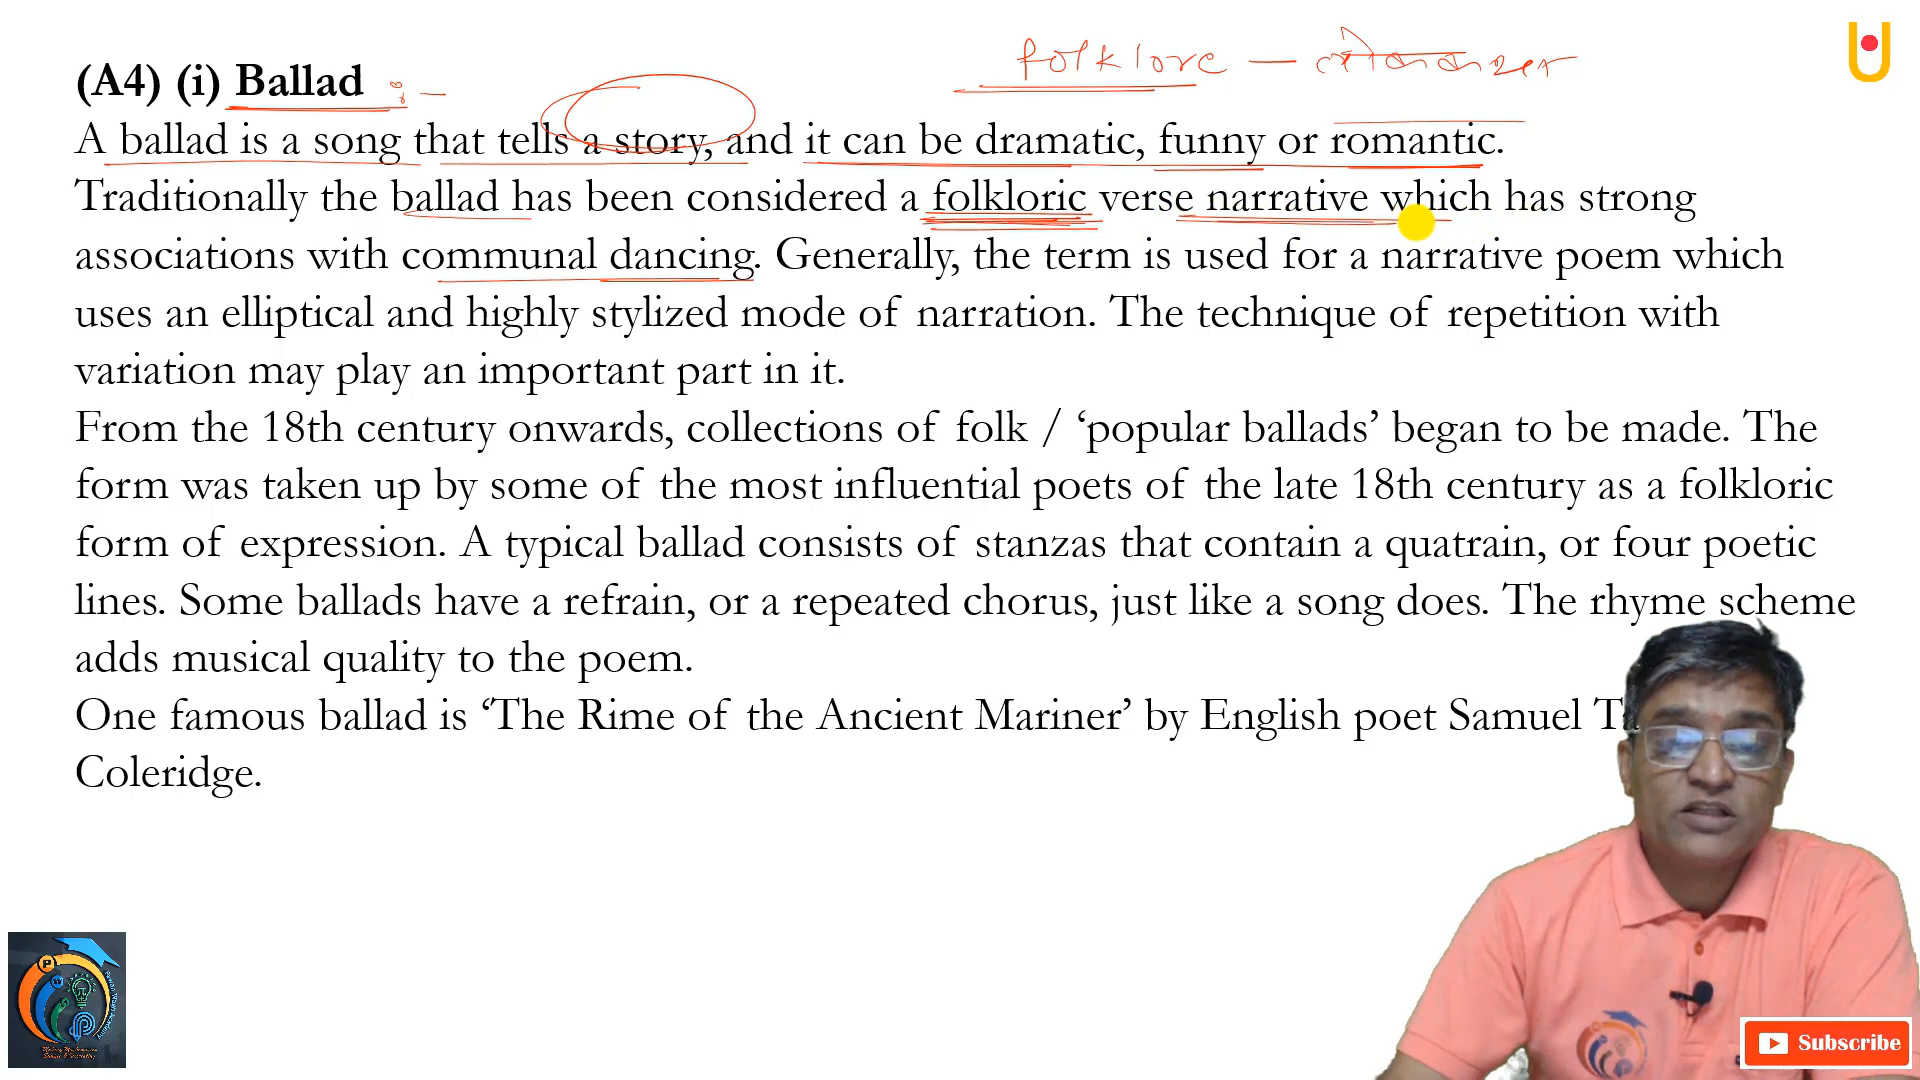 folklore –
(A4) (i) Ballad :-
A ballad is a song that tells a story, and it can be dramatic, funny or romantic.
Traditionally the ballad has been considered a folkloric verse narrative which has strong
associations with communal dancing. Generally, the term is used for a narrative poem which
uses an elliptical and highly stylized mode of narration. The technique of repetition with
variation may play an important part in it.
From the 18th century onwards, collections of folk / ‘popular ballads’ began to be made. The
form was taken up by some of the most influential poets of the late 18th century as a folkloric
form of expression. A typical ballad consists of stanzas that contain a quatrain, or four poetic
lines. Some ballads have a refrain, or a repeated chorus, just like a song does. The rhyme scheme
adds musical quality to the poem.
One famous ballad is ‘The Rime of the Ancient Mariner’ by English poet Samuel
Coleridge.
Subscribe